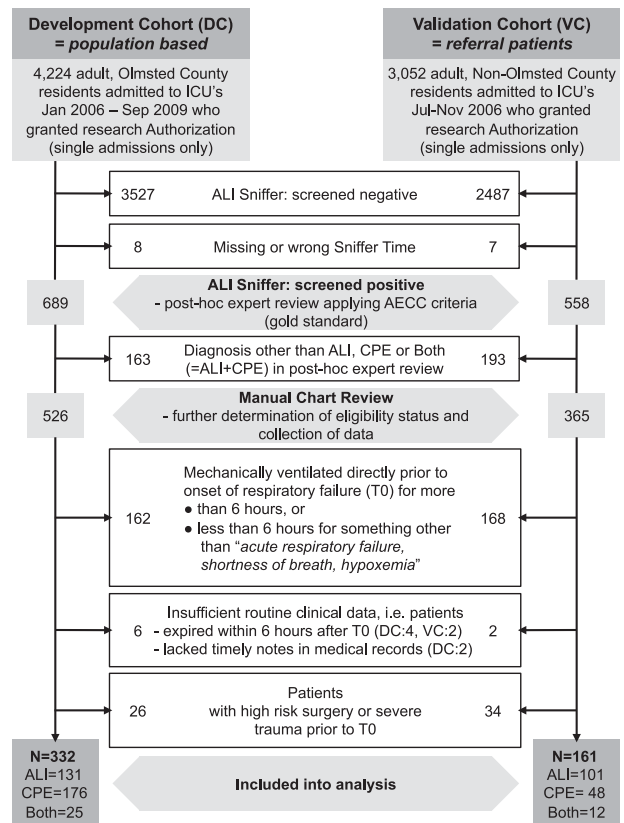 Development Cohort (DC)
= population based
4,224 adult, Olmsted County
residents admitted to ICU's
Jan 2006 – Sep 2009 who
granted research Authorization
(single admissions only)
Validation Cohort (VC)
= referral patients
3,052 adult, Non-Olmsted County
residents admitted to ICU's
Jul-Nov 2006 who granted
research Authorization
(single admissions only)
3527 ALI Sniffer: screened negative 2487
8 Missing or wrong Sniffer Time 7
689
ALI Sniffer: screened positive
- post-hoc expert review applying AECC criteria
(gold standard)
558
163
Diagnosis other than ALI, CPE or Both
(=ALI+CPE) in post-hoc expert review
193
526
Manual Chart Review
- further determination of eligibility status and
collection of data
365
162
Mechanically ventilated directly prior to
onset of respiratory failure (T0) for more
● than 6 hours, or
● less than 6 hours for something other
than "acute respiratory failure,
shortness of breath, hypoxemia"
168
6
Insufficient routine clinical data, i.e. patients
- expired within 6 hours after T0 (DC:4, VC:2)
- lacked timely notes in medical records (DC:2)
2
26
Patients
with high risk surgery or severe
trauma prior to T0
34
N=332
ALI=131
CPE=176
Both=25
Included into analysis
N=161
ALI=101
CPE= 48
Both=12